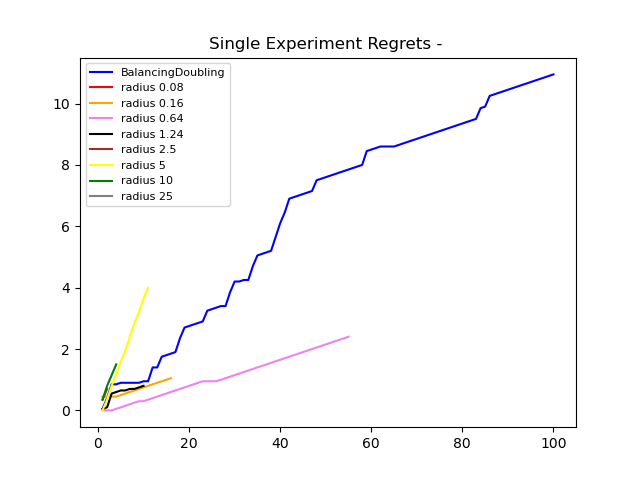 Single Experiment Regrets -
BalancingDoubling
radius 0.08
radius 0.16
radius 0.64
radius 1.24
radius 2.5
radius 5
radius 10
radius 25
10
8
6
4
2
0
0 20 40 60 80 100